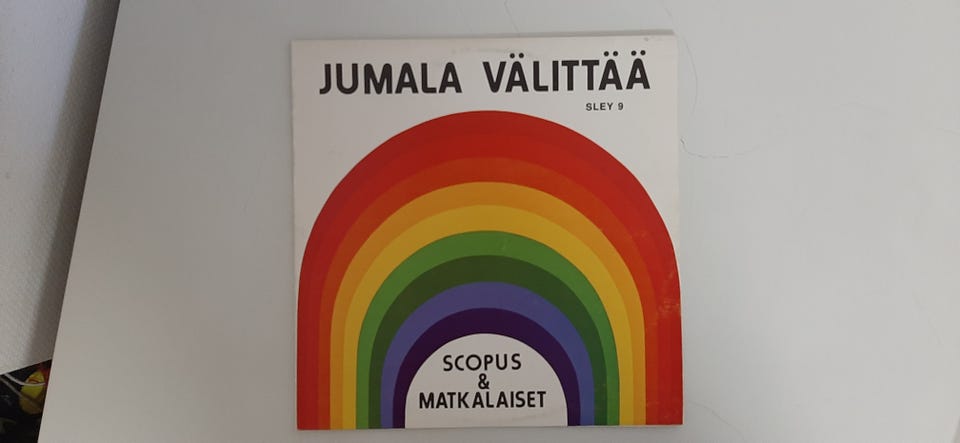 JUMALA VÄLITTÄÄ
SLEY 9
SCOPUS
&
MATKALAISET